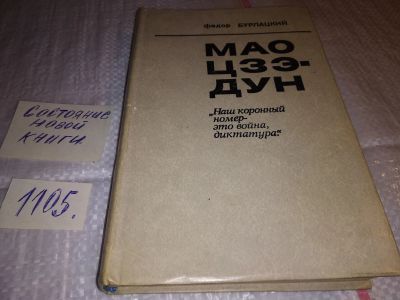 Федор БУРЛАЦКИЙ
МАО
ЦЗЭ-
ДУН
„Наш коронный
номер-
это война,
диктатура."
Состояние
новой
книги.
1105.